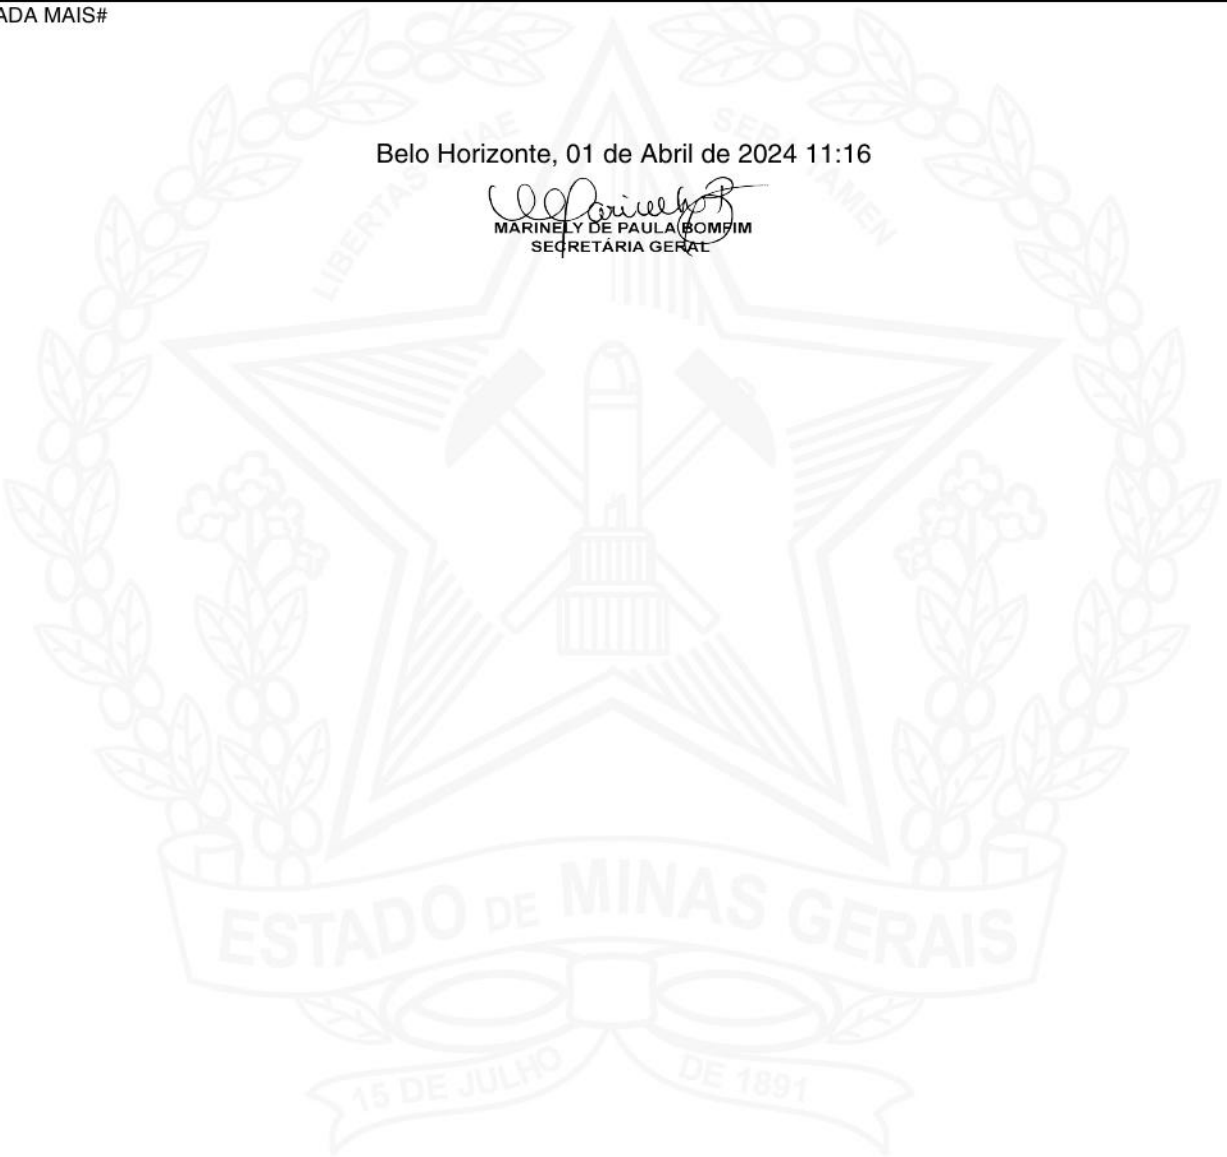 ADA MAIS#
LIBERTAS QUAE SERA TAMEN
Belo Horizonte, 01 de Abril de 2024 11:16
MARINELY DE PAULA BOMFIM
SECRETÁRIA GERAL
ESTADO DE MINAS GERAIS
15 DE JULHO DE 1891